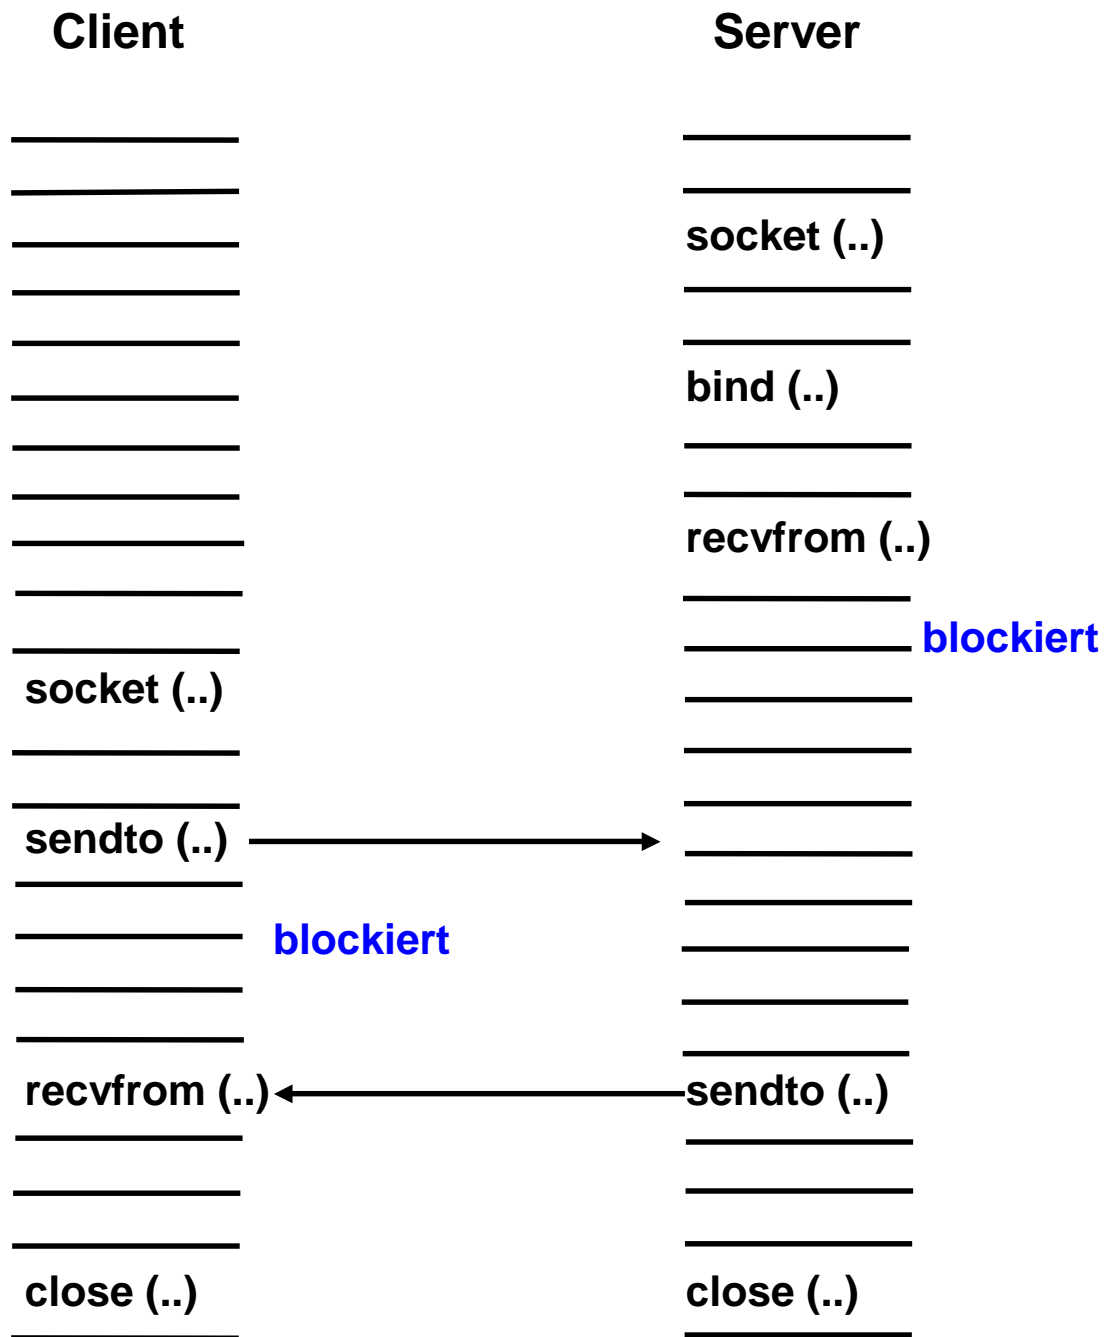 Client
Server
socket (..)
bind (..)
recvfrom (..)
blockiert
socket (..)
sendto (..)
blockiert
recvfrom (..)
sendto (..)
close (..)
close (..)